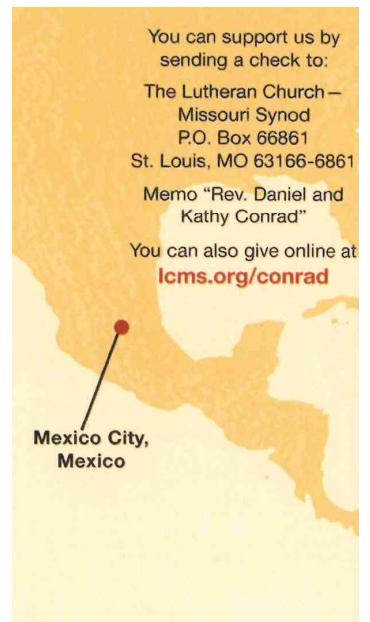 You can support us by
sending a check to:
The Lutheran Church—
Missouri Synod
P.O. Box 66861
St. Louis, MO 63166-6861
Memo “Rev. Daniel and
Kathy Conrad”
You can also give online at
lcms.org/conrad
Mexico City,
Mexico